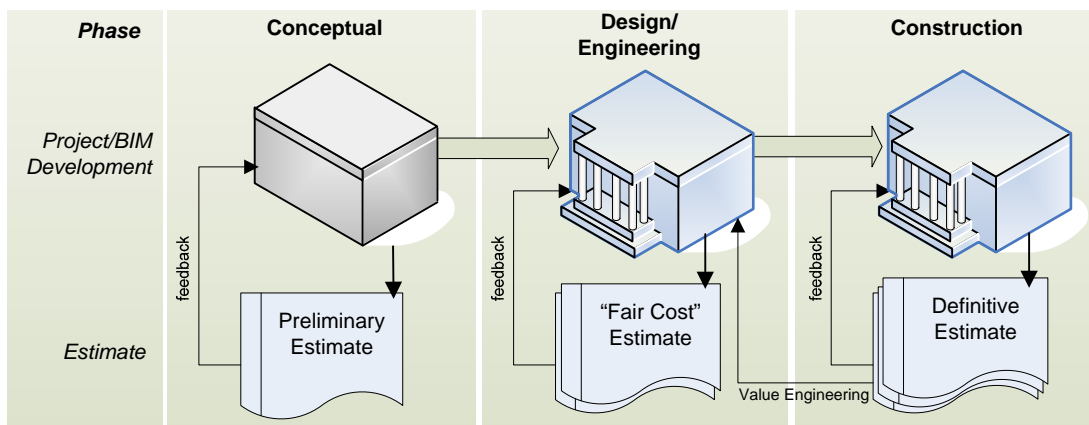 Phase
Conceptual
Design/
Engineering
Construction
Project/BIM
Development
feedback
feedback
feedback
Estimate
Preliminary
Estimate
“Fair Cost”
Estimate
Definitive
Estimate
Value Engineering